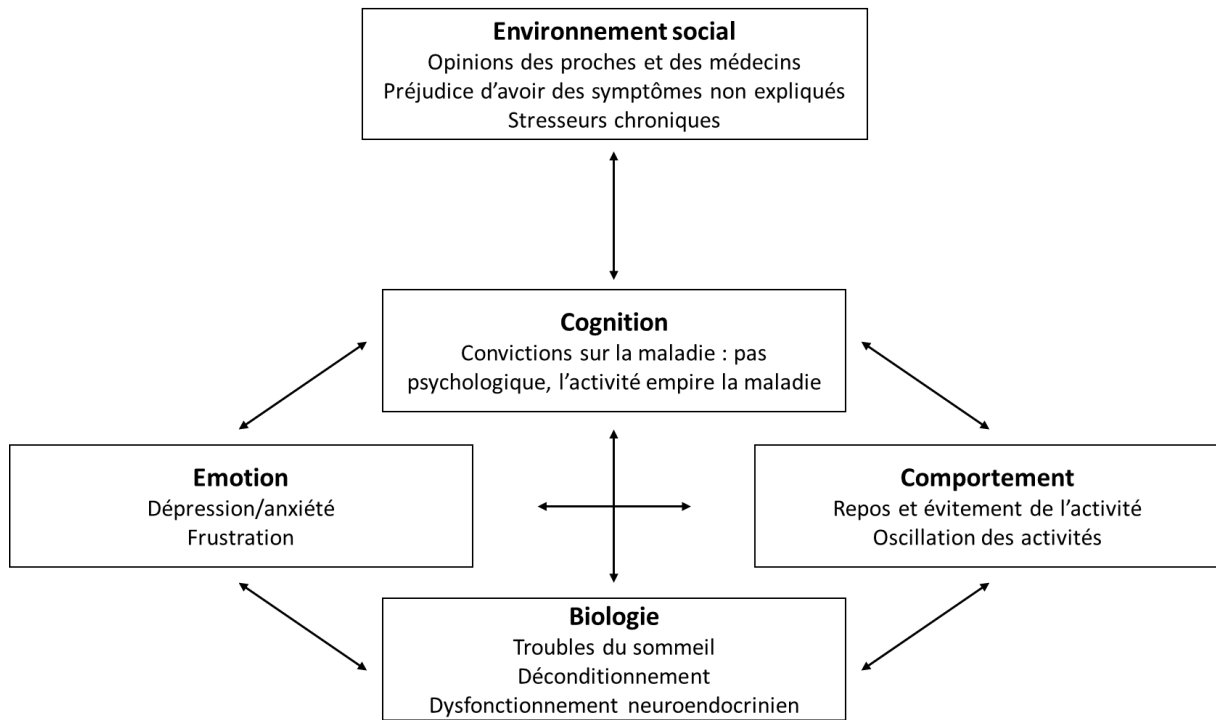 Environnement social
Opinions des proches et des médecins
Préjudice d'avoir des symptômes non expliqués
Stresseurs chroniques
Cognition
Convictions sur la maladie : pas
psychologique, l'activité empire la maladie
Emotion
Dépression/anxiété
Frustration
Comportement
Repos et évitement de l'activité
Oscillation des activités
Biologie
Troubles du sommeil
Déconditionnement
Dysfonctionnement neuroendocrinien